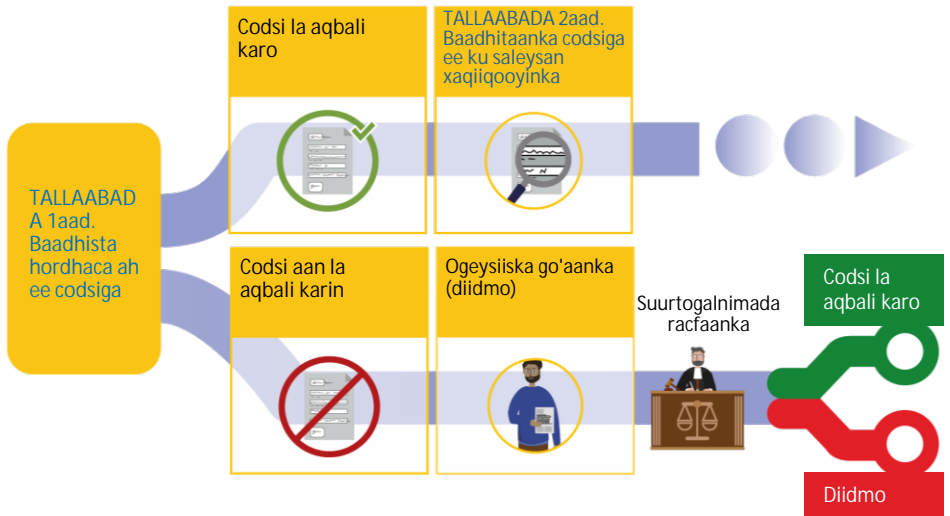 TALLAABAD
A 1aad.
Baadhista
hordhaca ah
ee codsiga
Codsi la aqbali
karo
TALLAABADA 2aad.
Baadhitaanka codsiga
ee ku saleysan
xaqiiqooyinka
Codsi aan la
aqbali karin
Ogeysiiska go'aanka
(diidmo)
Suurtogalnimada
racfaanka
Codsi la
aqbali karo
Diidmo